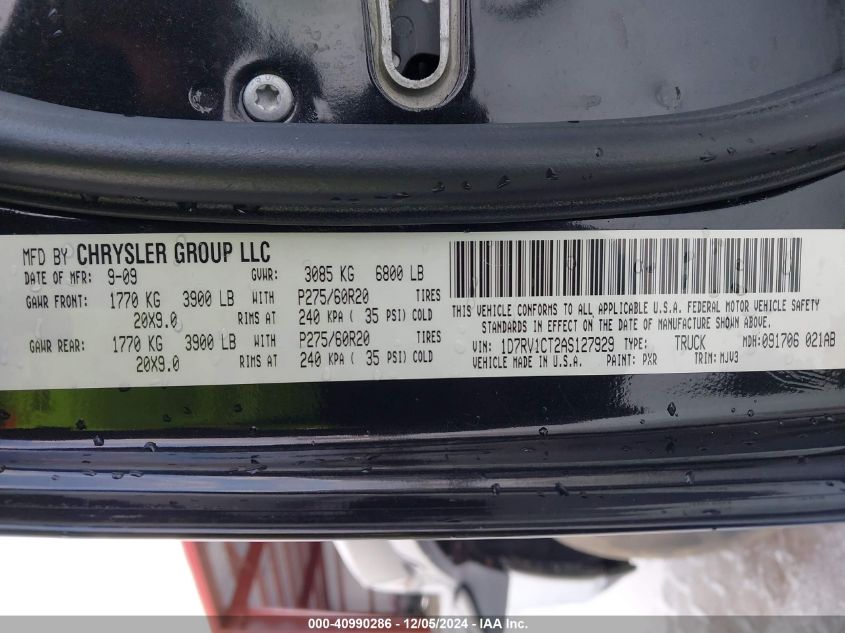 MFD BY CHRYSLER GROUP LLC
DATE OF MFR: 9-09 GVWR: 3085 KG 6800 LB
GAWR FRONT: 1770 KG 3900 LB WITH P275/60R20 TIRES
20X9.0 RIMS AT 240 KPA ( 35 PSI) COLD
GAWR REAR: 1770 KG 3900 LB WITH P275/60R20 TIRES
20X9.0 RIMS AT 240 KPA ( 35 PSI) COLD
THIS VEHICLE CONFORMS TO ALL APPLICABLE U.S.A. FEDERAL MOTOR VEHICLE SAFETY
STANDARDS IN EFFECT ON THE DATE OF MANUFACTURE SHOWN ABOVE.
VIN: 1D7RV1CT2AS127929 TYPE: TRUCK MDH: 091706 021AB
VEHICLE MADE IN U.S.A. PAINT: PXR TRIM: MJV3
000-40990286 - 12/05/2024 - IAAI.COM